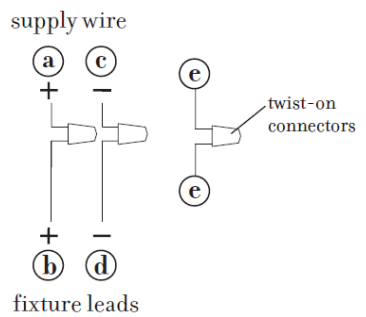 supply wire
a c
+ −
e
twist-on
connectors
e
+ −
b d
fixture leads